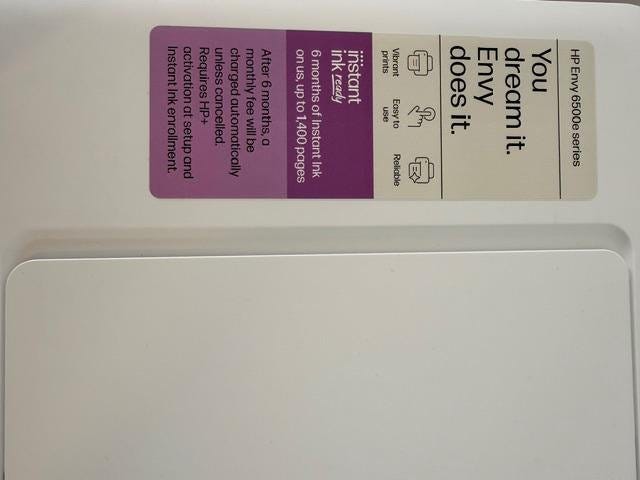 HP Envy 6500e series
You
dream it.
Envy
does it.
Vibrant
prints
Easy to
use
Reliable
instant
ink ready
6 months of Instant Ink
on us, up to 1,400 pages
After 6 months, a
monthly fee will be
charged automatically
unless cancelled.
Requires HP+
activation at setup and
Instant Ink enrollment.